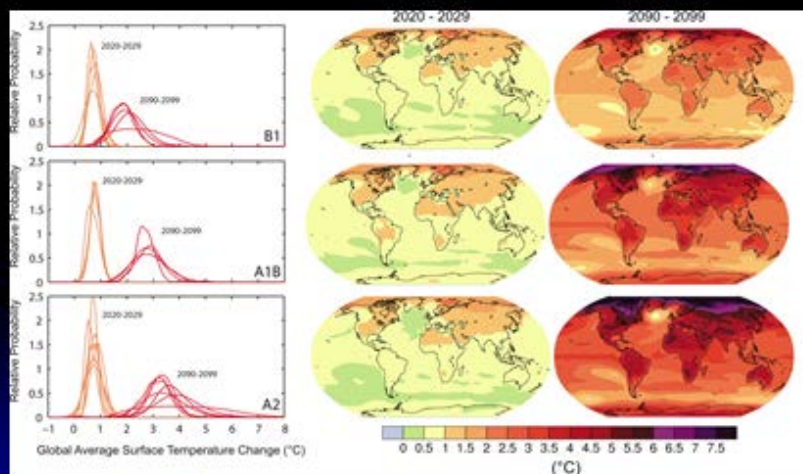 2020 - 2029
2090 - 2099
Relative Probability
2.5
2
1.5
1
0.5
0
2020-2029
2090-2099
B1
Relative Probability
2.5
2
1.5
1
0.5
0
2020-2029
2090-2099
A1B
Relative Probability
2.5
2
1.5
1
0.5
0
2020-2029
2090-2099
A2
−1 0 1 2 3 4 5 6 7 8
Global Average Surface Temperature Change (°C)
0 0.5 1 1.5 2 2.5 3 3.5 4 4.5 5 5.5 6 6.5 7 7.5
(°C)